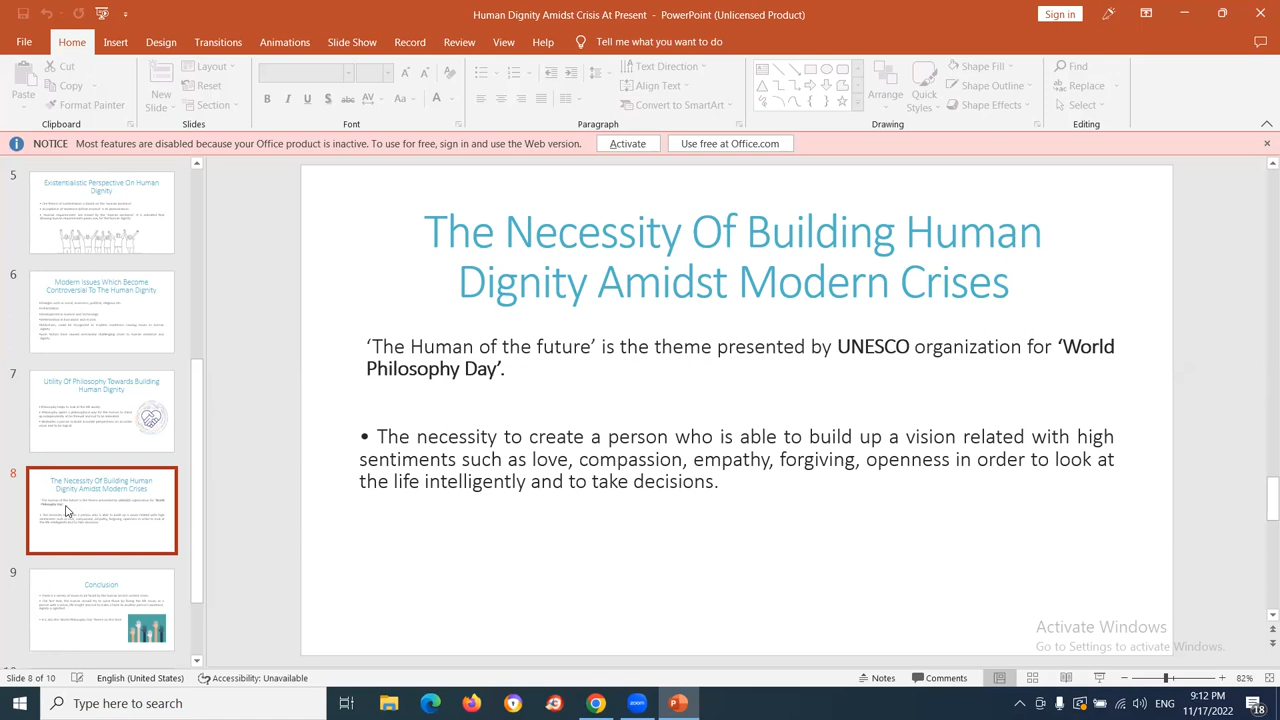 Human Dignity Amidst Crisis At Present - PowerPoint (Unlicensed Product)
Sign in
File Home Insert Design Transitions Animations Slide Show Record Review View Help Tell me what you want to do
Paste
Cut
Copy
Format Painter
Clipboard
New Slide
Layout
Reset
Section
Slides
Font
Text Direction
Align Text
Convert to SmartArt
Paragraph
Arrange
Quick Styles
Shape Fill
Shape Outline
Shape Effects
Drawing
Find
Replace
Select
Editing
NOTICE Most features are disabled because your Office product is inactive. To use for free, sign in and use the Web version. Activate Use free at Office.com
5
Existentialistic Perspective On Human
Dignity
6
Modern Issues Which Become
Controversial To The Human Dignity
7
Utility Of Philosophy Towards Building
Human Dignity
8
The Necessity Of Building Human
Dignity Amidst Modern Crises
9
Conclusion
The Necessity Of Building Human
Dignity Amidst Modern Crises
‘The Human of the future’ is the theme presented by UNESCO organization for ‘World
Philosophy Day’.
• The necessity to create a person who is able to build up a vision related with high
sentiments such as love, compassion, empathy, forgiving, openness in order to look at
the life intelligently and to take decisions.
Activate Windows
Go to Settings to activate Windows.
Slide 8 of 10 English (United States) Accessibility: Unavailable Notes Comments 82%
Type here to search
zoom
ENG
9:12 PM
11/17/2022
18